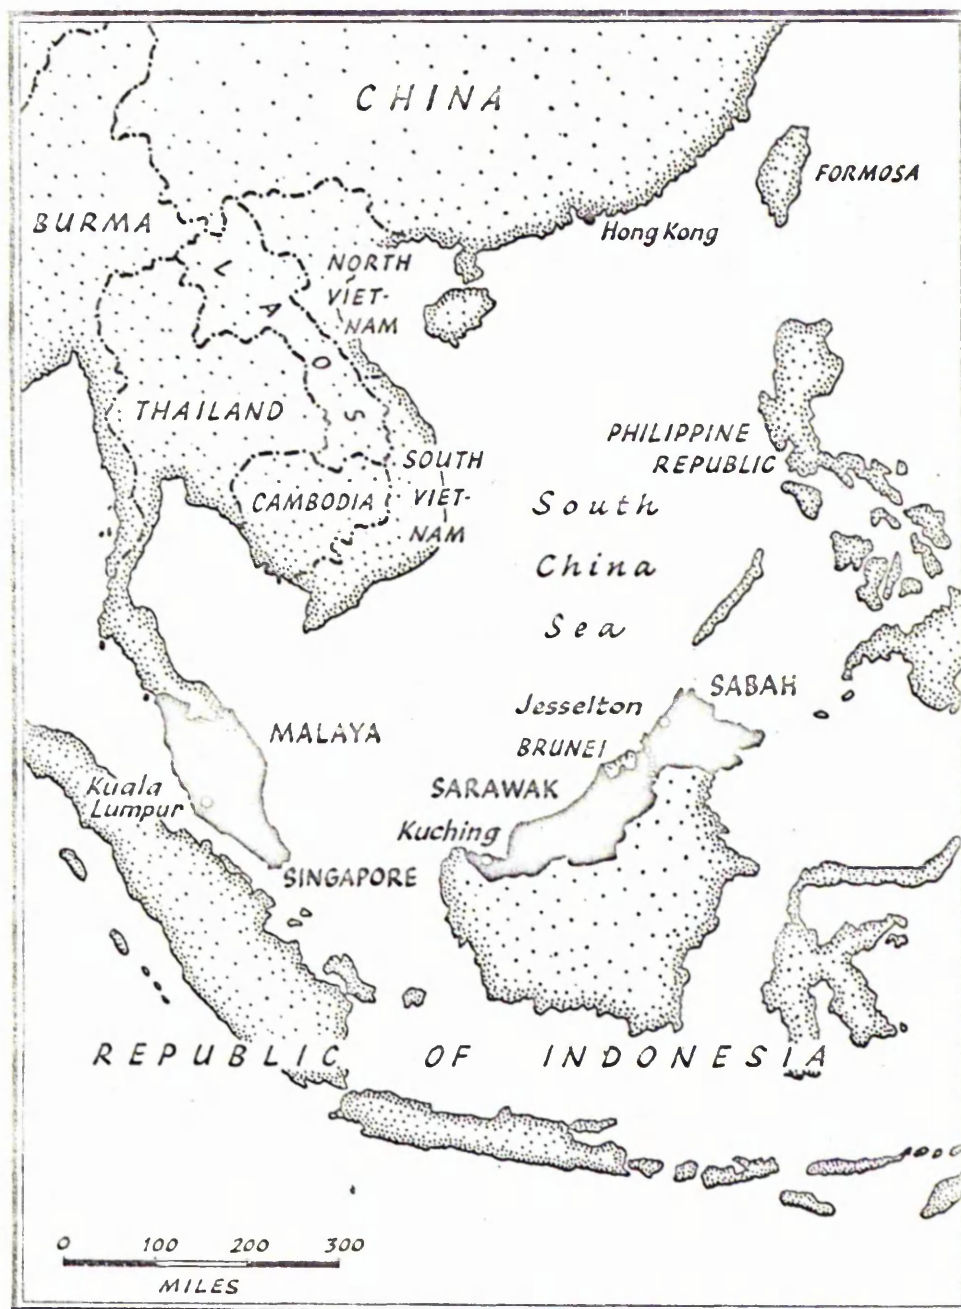 CHINA
FORMOSA
BURMA
Hong Kong
NORTH
VIET-
NAM
LAOS
THAILAND
PHILIPPINE
REPUBLIC
SOUTH
VIET-
NAM
CAMBODIA
South
China
Sea
SABAH
Jesselton
BRUNEI
MALAYA
SARAWAK
Kuala
Lumpur
Kuching
SINGAPORE
REPUBLIC OF INDONESIA
0 100 200 300
MILES